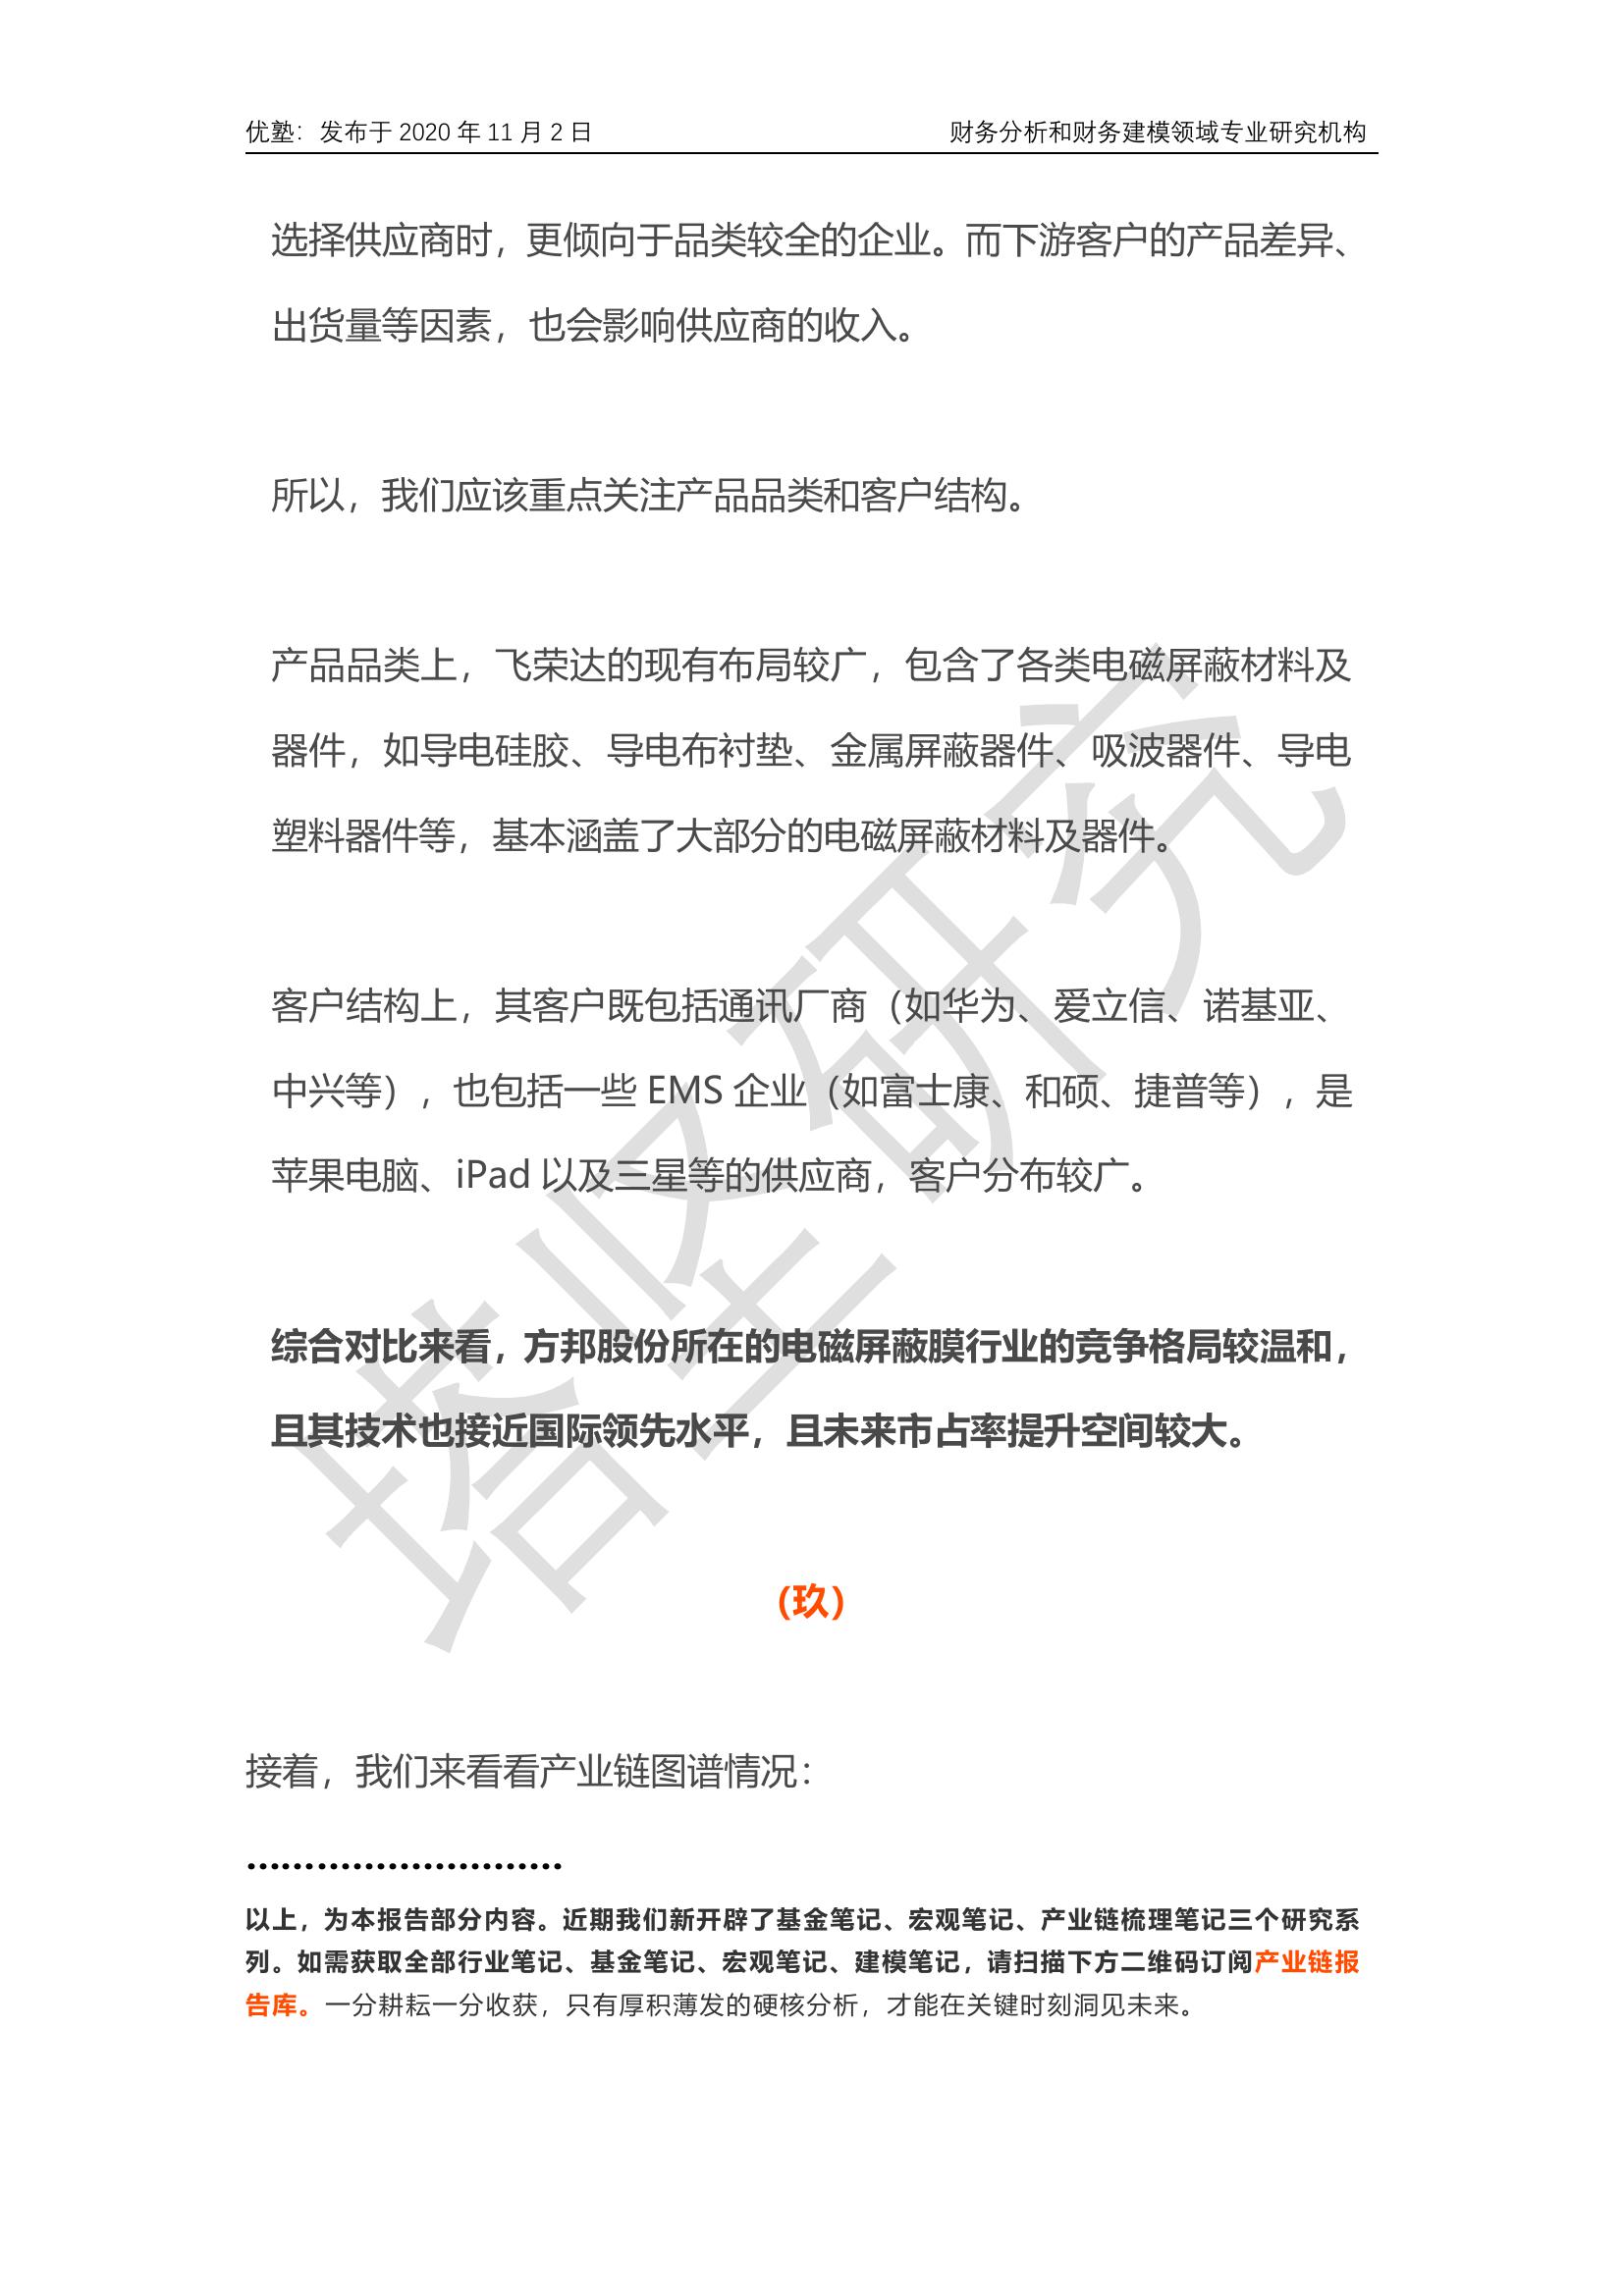 优塾：发布于 2020 年 11 月 2 日 财务分析和财务建模领域专业研究机构
选择供应商时，更倾向于品类较全的企业。而下游客户的产品差异、
出货量等因素，也会影响供应商的收入。
所以，我们应该重点关注产品品类和客户结构。
产品品类上，飞荣达的现有布局较广，包含了各类电磁屏蔽材料及
器件，如导电硅胶、导电布衬垫、金属屏蔽器件、吸波器件、导电
塑料器件等，基本涵盖了大部分的电磁屏蔽材料及器件。
客户结构上，其客户既包括通讯厂商（如华为、爱立信、诺基亚、
中兴等），也包括一些 EMS 企业（如富士康、和硕、捷普等），是
苹果电脑、iPad 以及三星等的供应商，客户分布较广。
综合对比来看，方邦股份所在的电磁屏蔽膜行业的竞争格局较温和，
且其技术也接近国际领先水平，且未来市占率提升空间较大。
（玖）
接着，我们来看看产业链图谱情况：
………………………
以上，为本报告部分内容。近期我们新开辟了基金笔记、宏观笔记、产业链梳理笔记三个研究系
列。如需获取全部行业笔记、基金笔记、宏观笔记、建模笔记，请扫描下方二维码订阅产业链报
告库。一分耕耘一分收获，只有厚积薄发的硬核分析，才能在关键时刻洞见未来。
塔坚研究